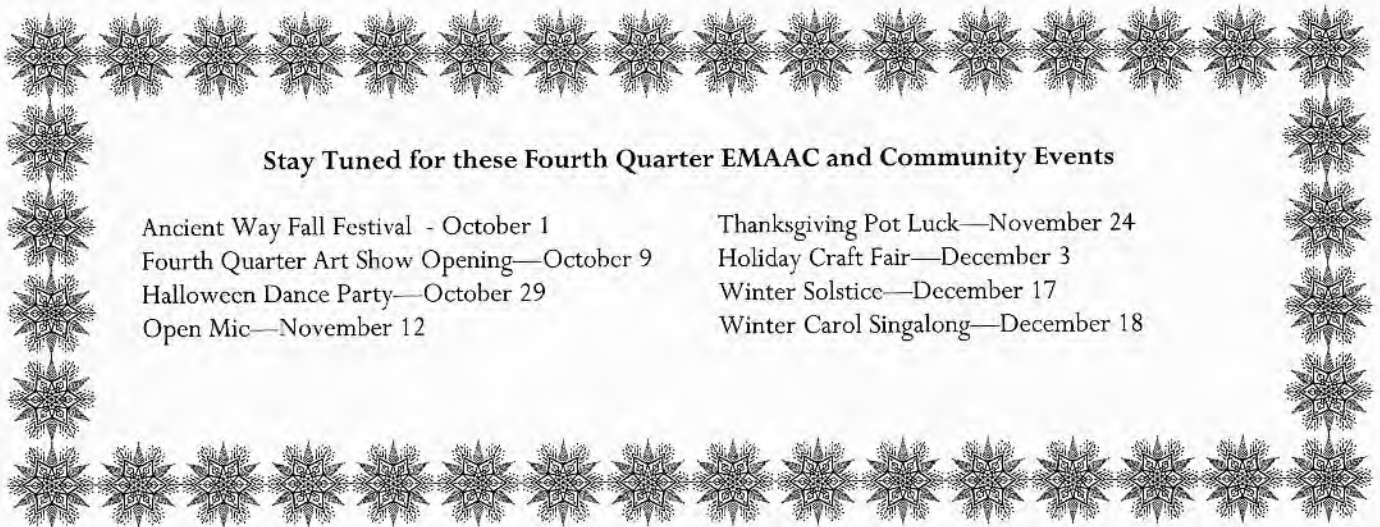 Stay Tuned for these Fourth Quarter EMAAC and Community Events
Ancient Way Fall Festival - October 1
Fourth Quarter Art Show Opening—October 9
Halloween Dance Party—October 29
Open Mic—November 12
Thanksgiving Pot Luck—November 24
Holiday Craft Fair—December 3
Winter Solstice—December 17
Winter Carol Singalong—December 18